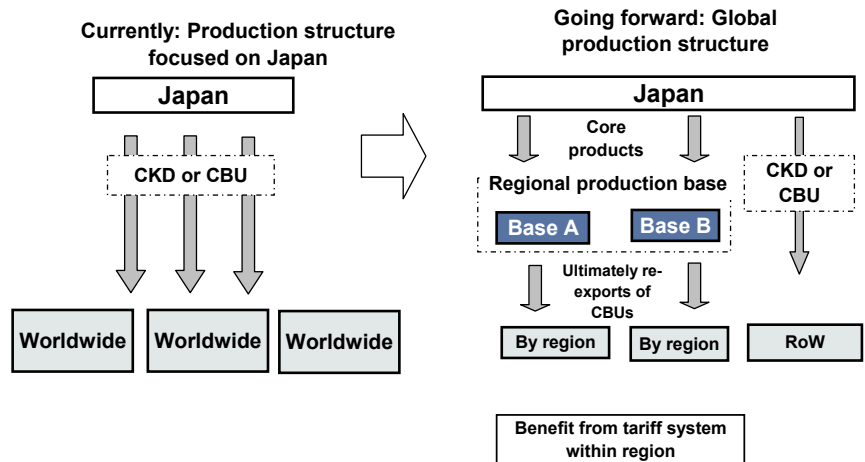 Currently: Production structure
focused on Japan
Japan
CKD or CBU
Worldwide
Worldwide
Worldwide
Going forward: Global
production structure
Japan
Core
products
CKD or
CBU
Regional production base
Base A
Base B
Ultimately re-
exports of
CBUs
By region
By region
RoW
Benefit from tariff system
within region